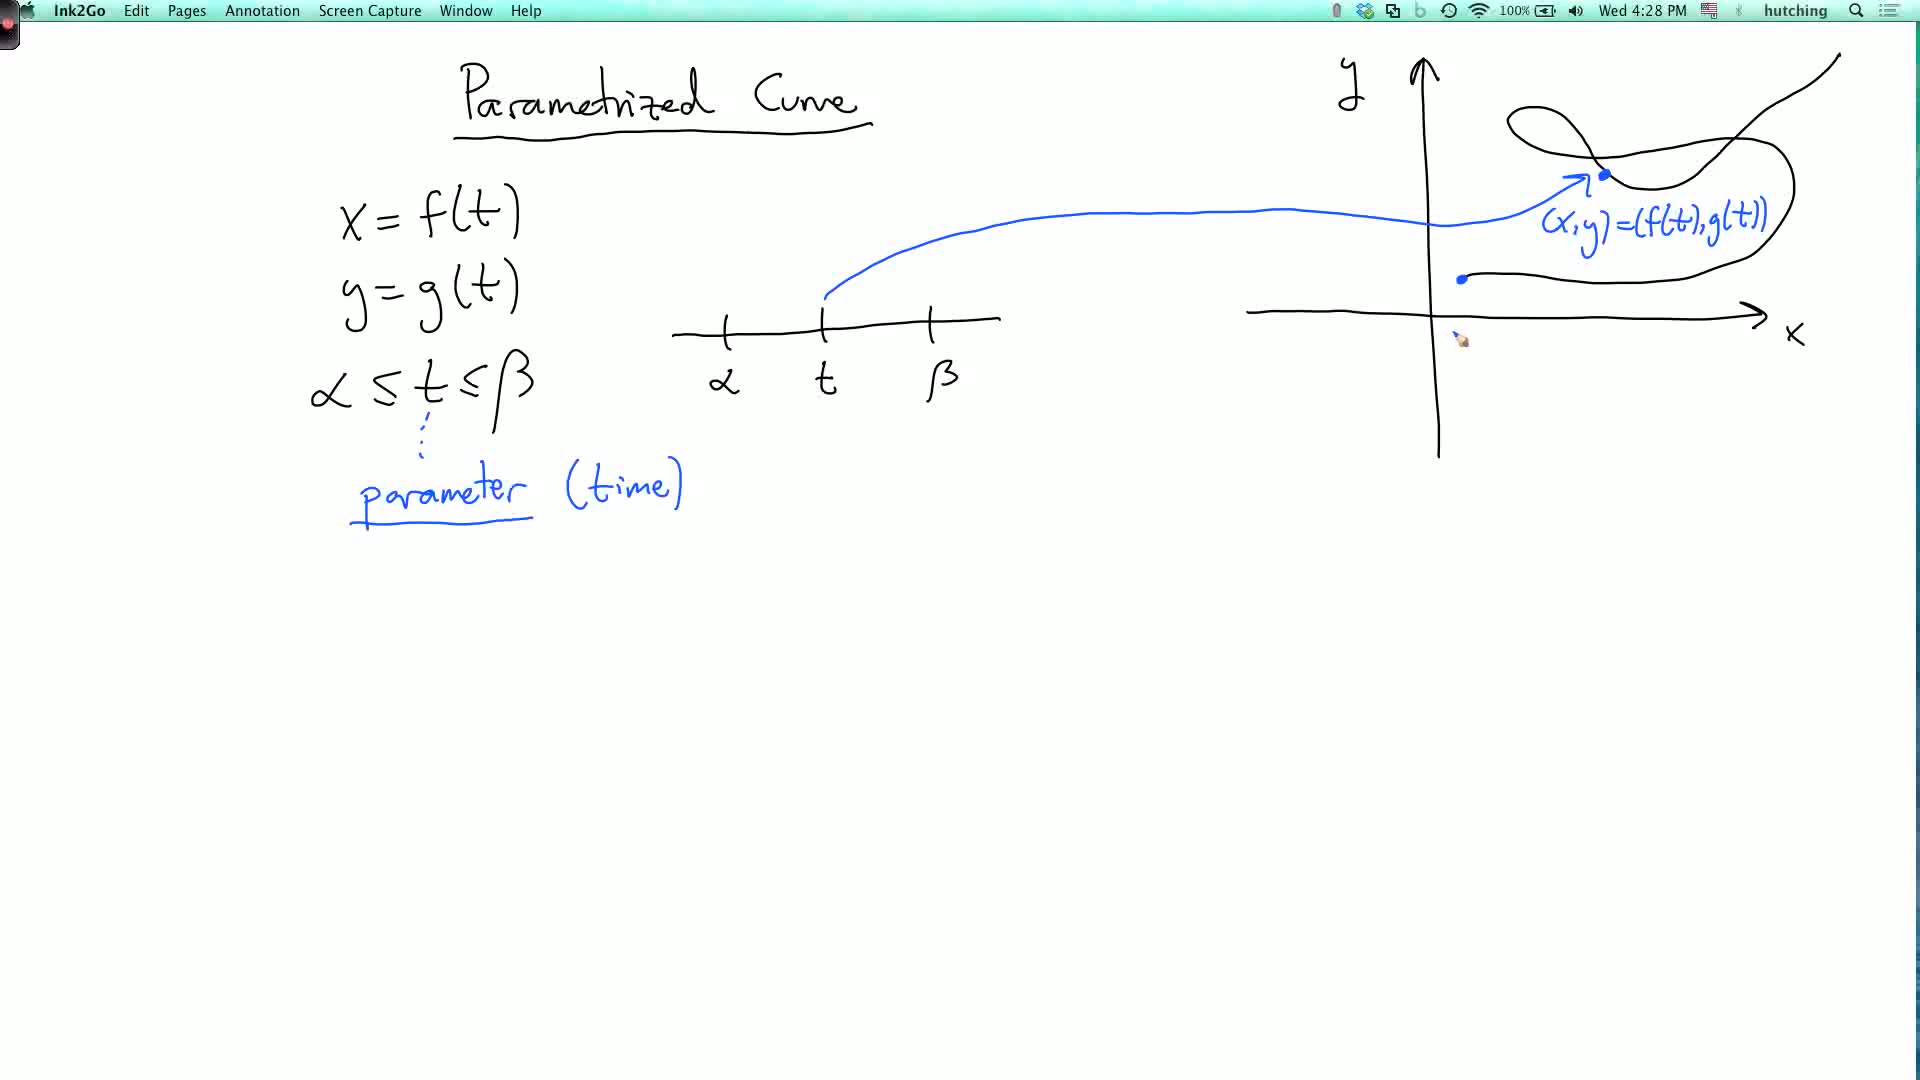 Ink2Go Edit Pages Annotation Screen Capture Window Help 100% Wed 4:28 PM hutching
Parametrized Curve
x = f(t)
y = g(t)
α ≤ t ≤ β
parameter (time)
α t β
y
(x,y)=(f(t),g(t))
x